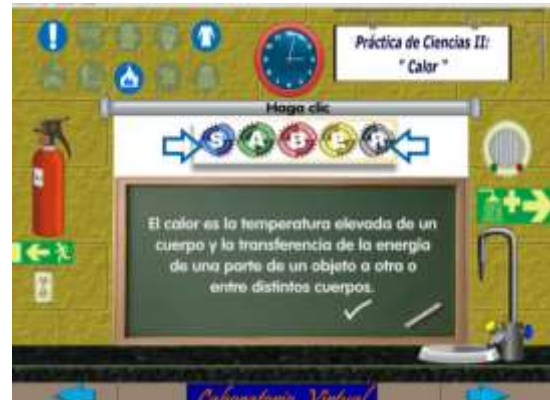 Práctica de Ciencias II:
" Calor "
Haga clic
SABER
El calor es la temperatura elevada de un
cuerpo y la transferencia de la energía
de una parte de un objeto a otro o
entre distintos cuerpos.
Laboratorio Virtual